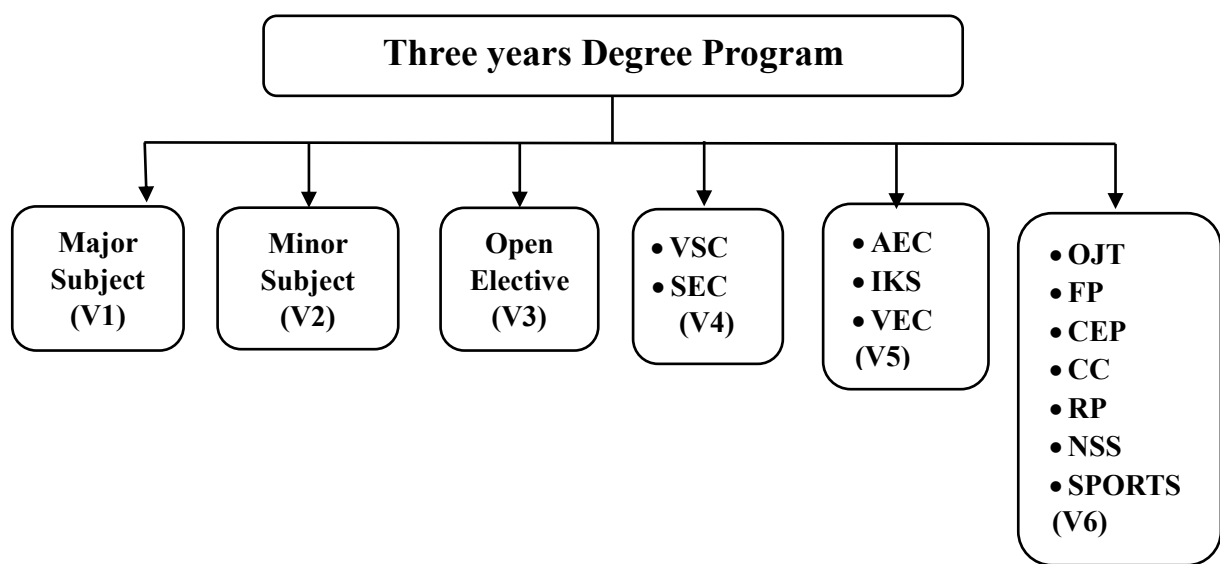 Three years Degree Program
Major
Subject
(V1)
Minor
Subject
(V2)
Open
Elective
(V3)
• VSC
• SEC
(V4)
• AEC
• IKS
• VEC
(V5)
• OJT
• FP
• CEP
• CC
• RP
• NSS
• SPORTS
(V6)